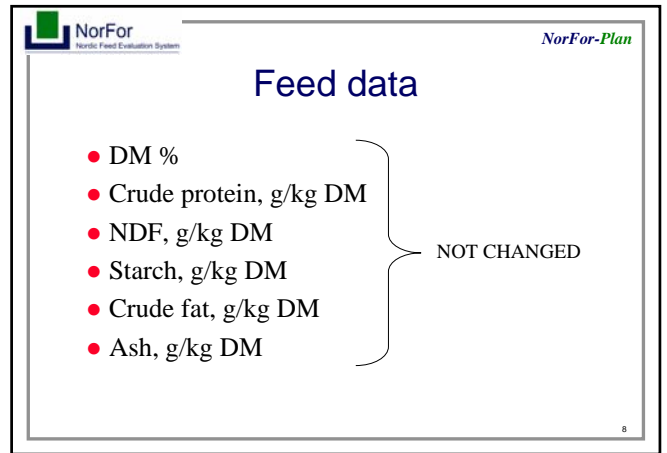 NorFor
Nordic Feed Evaluation System
NorFor-Plan
Feed data
● DM %
● Crude protein, g/kg DM
● NDF, g/kg DM
● Starch, g/kg DM
● Crude fat, g/kg DM
● Ash, g/kg DM
NOT CHANGED
8